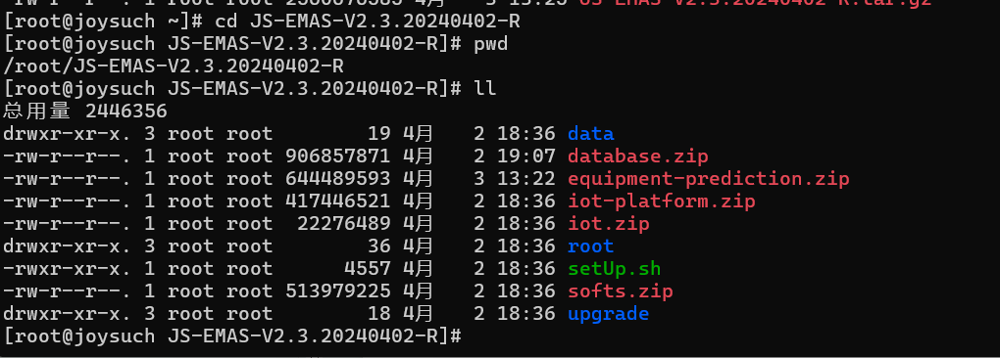 [root@joysuch ~]# cd JS-EMAS-V2.3.20240402-R
[root@joysuch JS-EMAS-V2.3.20240402-R]# pwd
/root/JS-EMAS-V2.3.20240402-R
[root@joysuch JS-EMAS-V2.3.20240402-R]# ll
总用量 2446356
drwxr-xr-x. 3 root root        19 4月   2 18:36 data
-rw-r--r--. 1 root root 906857871 4月   2 19:07 database.zip
-rw-r--r--. 1 root root 644489593 4月   3 13:22 equipment-prediction.zip
-rw-r--r--. 1 root root 417446521 4月   2 18:36 iot-platform.zip
-rw-r--r--. 1 root root  22276489 4月   2 18:36 iot.zip
drwxr-xr-x. 3 root root        36 4月   2 18:36 root
-rwxr-xr-x. 1 root root      4557 4月   2 18:36 setUp.sh
-rw-r--r--. 1 root root 513979225 4月   2 18:36 softs.zip
drwxr-xr-x. 3 root root        18 4月   2 18:36 upgrade
[root@joysuch JS-EMAS-V2.3.20240402-R]#